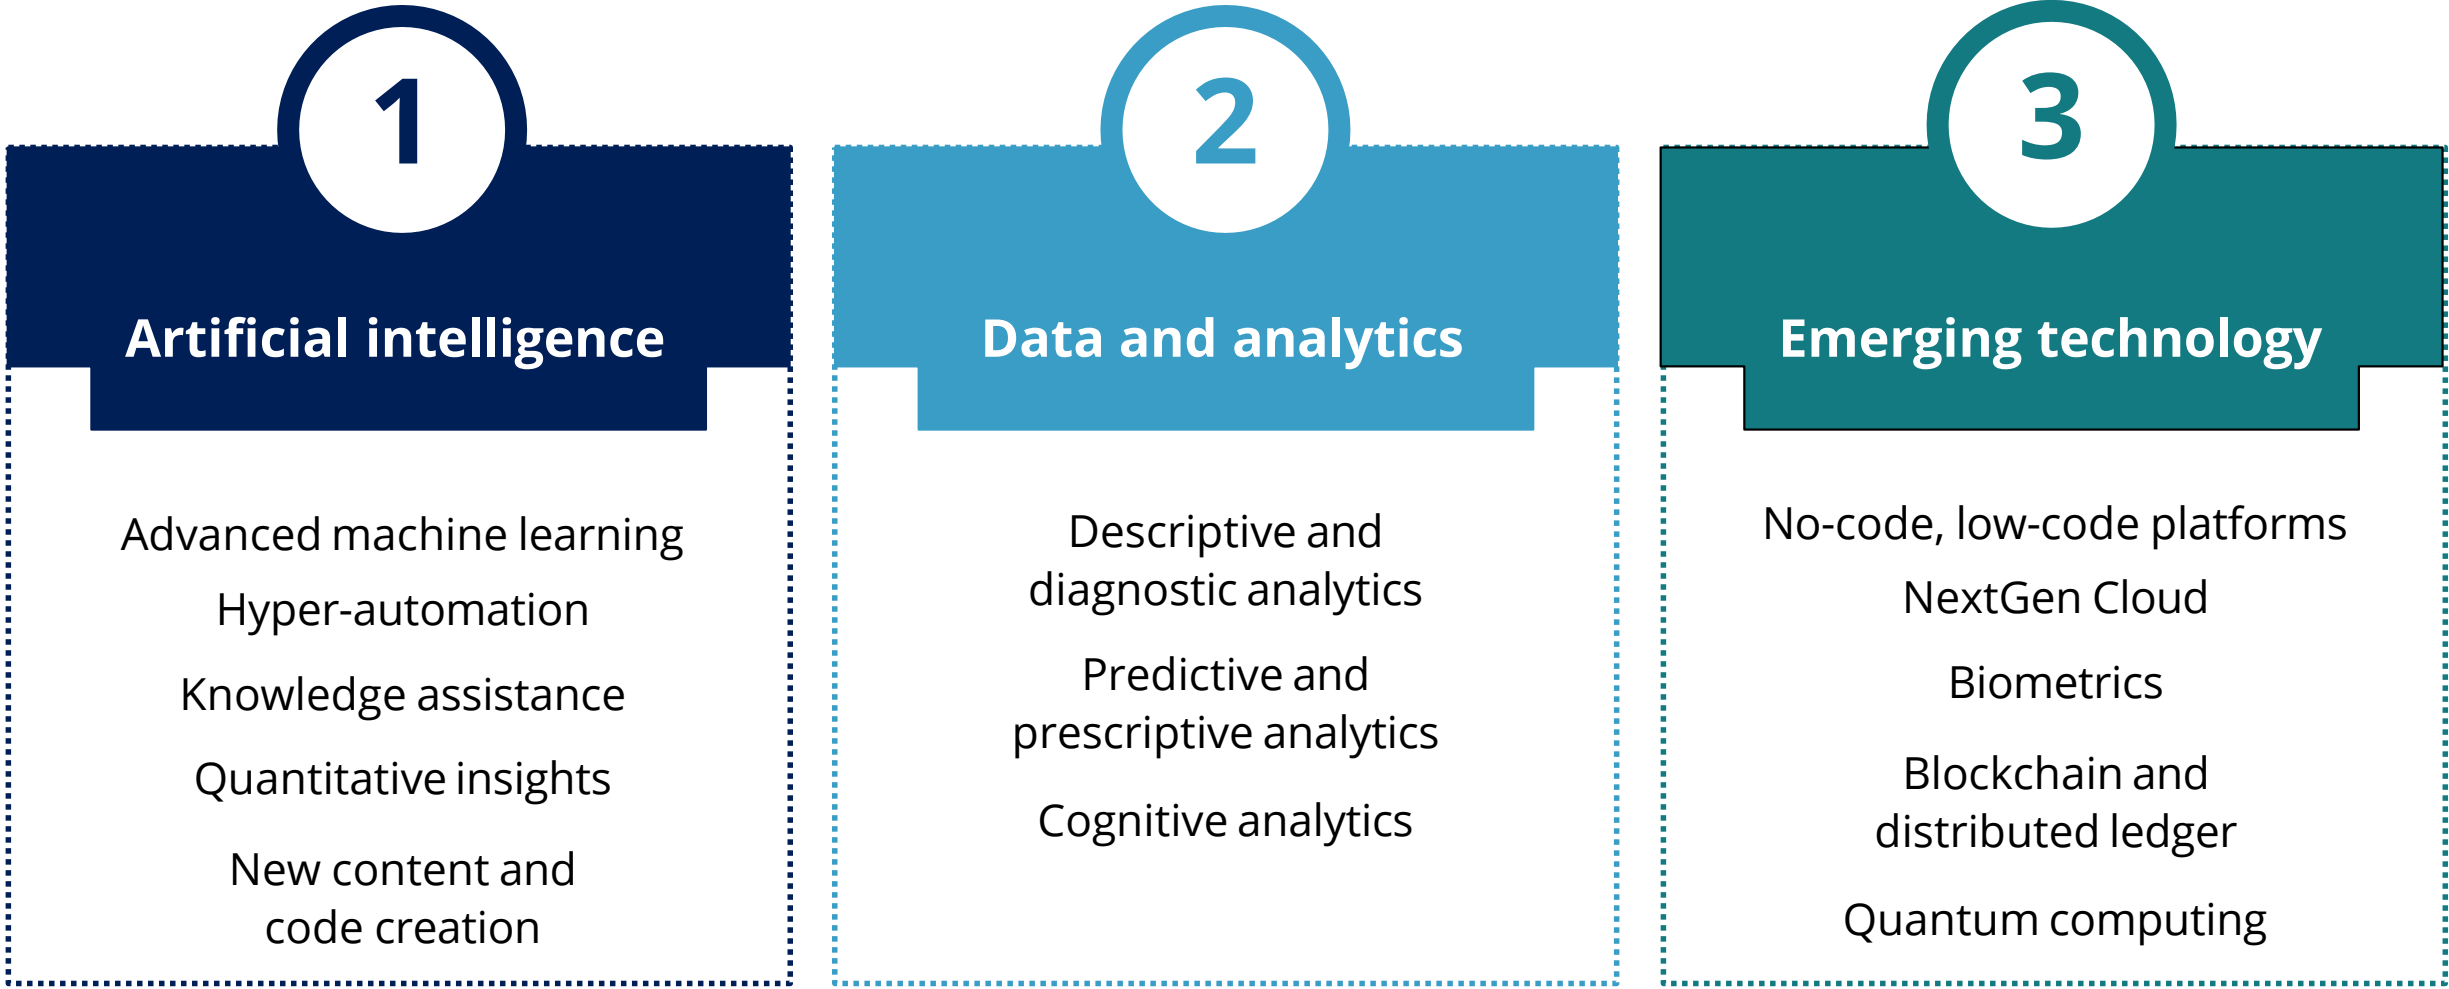 1
Artificial intelligence
Advanced machine learning
Hyper-automation
Knowledge assistance
Quantitative insights
New content and
code creation
2
Data and analytics
Descriptive and
diagnostic analytics
Predictive and
prescriptive analytics
Cognitive analytics
3
Emerging technology
No-code, low-code platforms
NextGen Cloud
Biometrics
Blockchain and
distributed ledger
Quantum computing